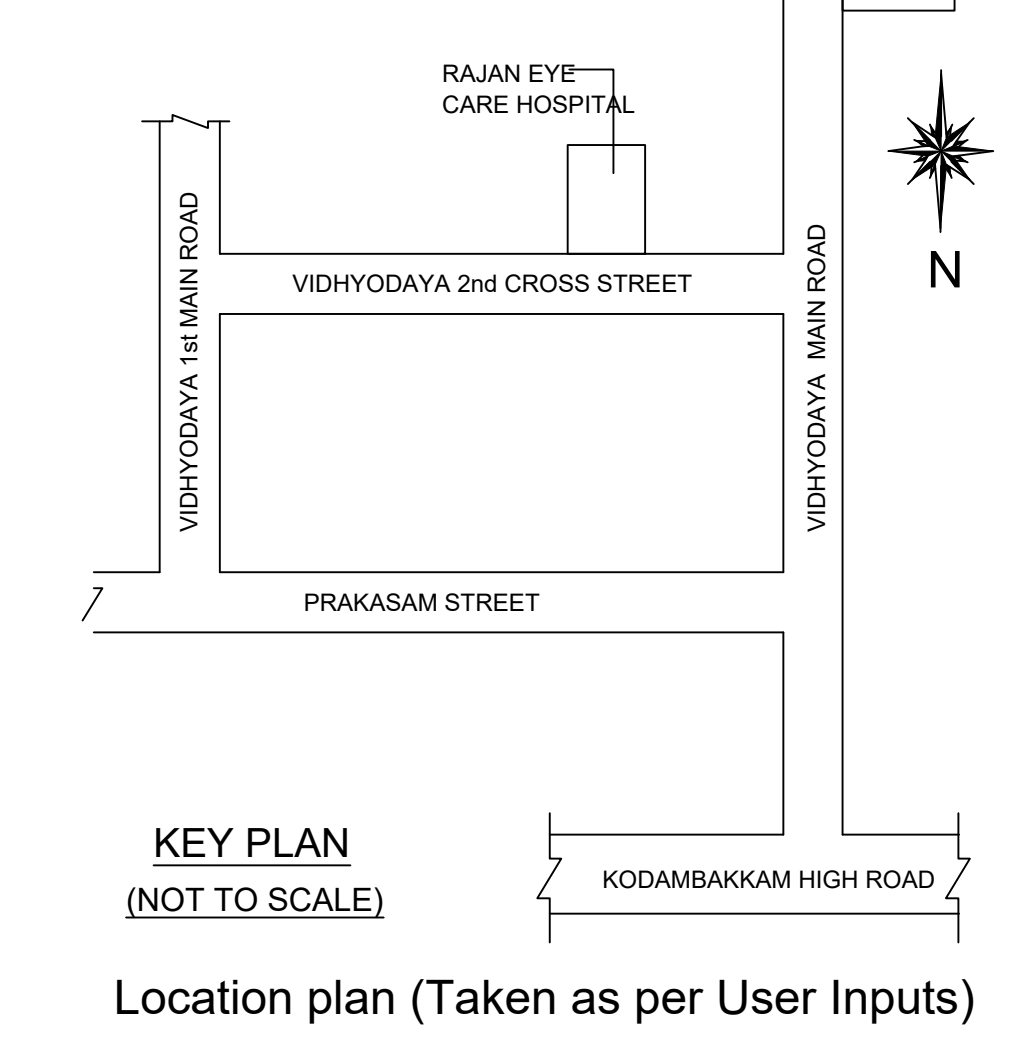 RAJAN EYE
CARE HOSPITAL
VIDHYODAYA 1st MAIN ROAD
VIDHYODAYA 2nd CROSS STREET
VIDHYODAYA MAIN ROAD
N
PRAKASAM STREET
KEY PLAN
(NOT TO SCALE)
KODAMBAKKAM HIGH ROAD
Location plan (Taken as per User Inputs)